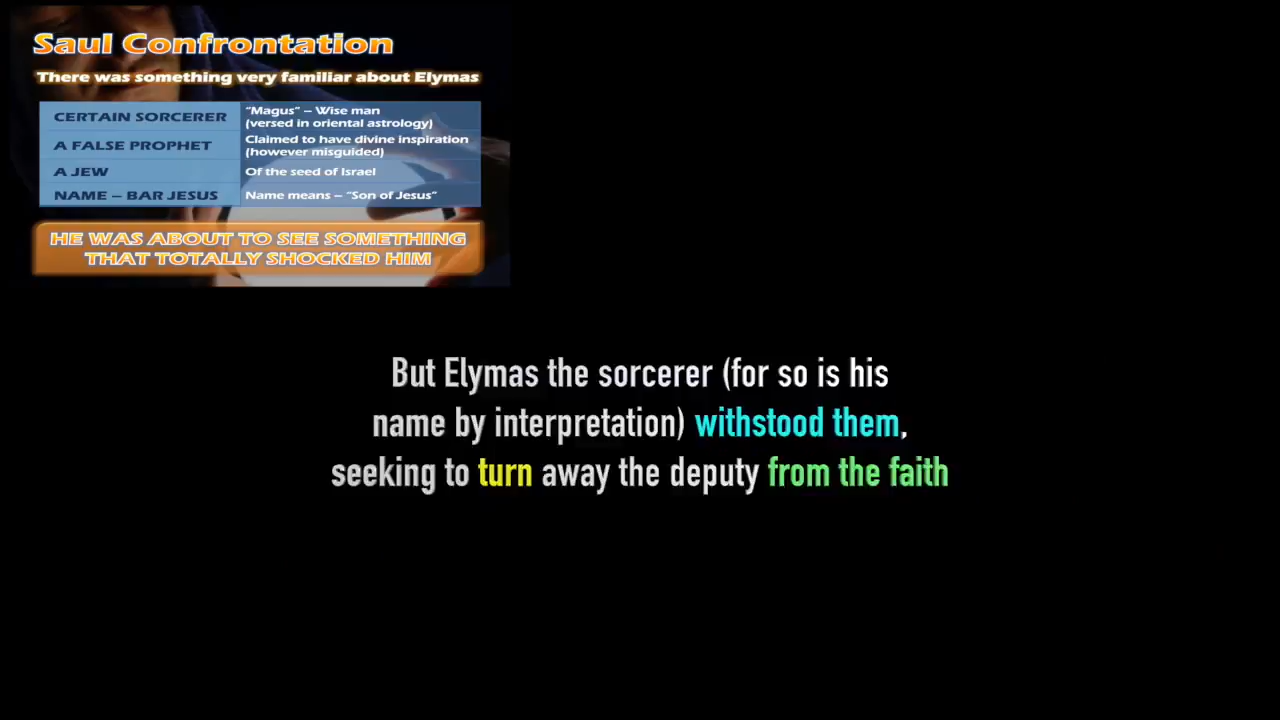 Saul Confrontation
There was something very familiar about Elymas
CERTAIN SORCERER
"Magus" – Wise man
(versed in oriental astrology)
A FALSE PROPHET
Claimed to have divine inspiration
(however misguided)
A JEW
Of the seed of Israel
NAME – BAR JESUS
Name means – "Son of Jesus"
HE WAS ABOUT TO SEE SOMETHING
THAT TOTALLY SHOCKED HIM
But Elymas the sorcerer (for so is his
name by interpretation) withstood them,
seeking to turn away the deputy from the faith